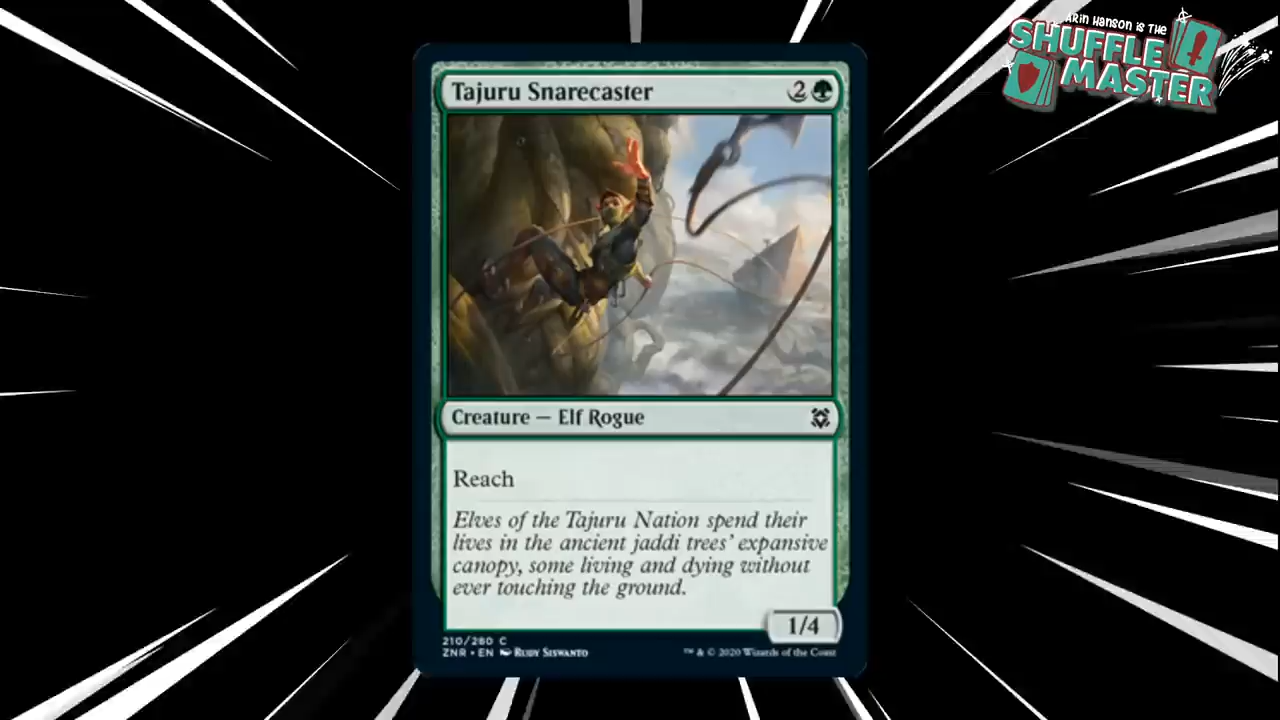 ARIN HANSON IS THE
SHUFFLE
MASTER
Tajuru Snarecaster 2
Creature — Elf Rogue
Reach
Elves of the Tajuru Nation spend their
lives in the ancient jaddi trees' expansive
canopy, some living and dying without
ever touching the ground.
1/4
210/280 C
ZNR • EN RUDY SISWANTO
™ & © 2020 Wizards of the Coast